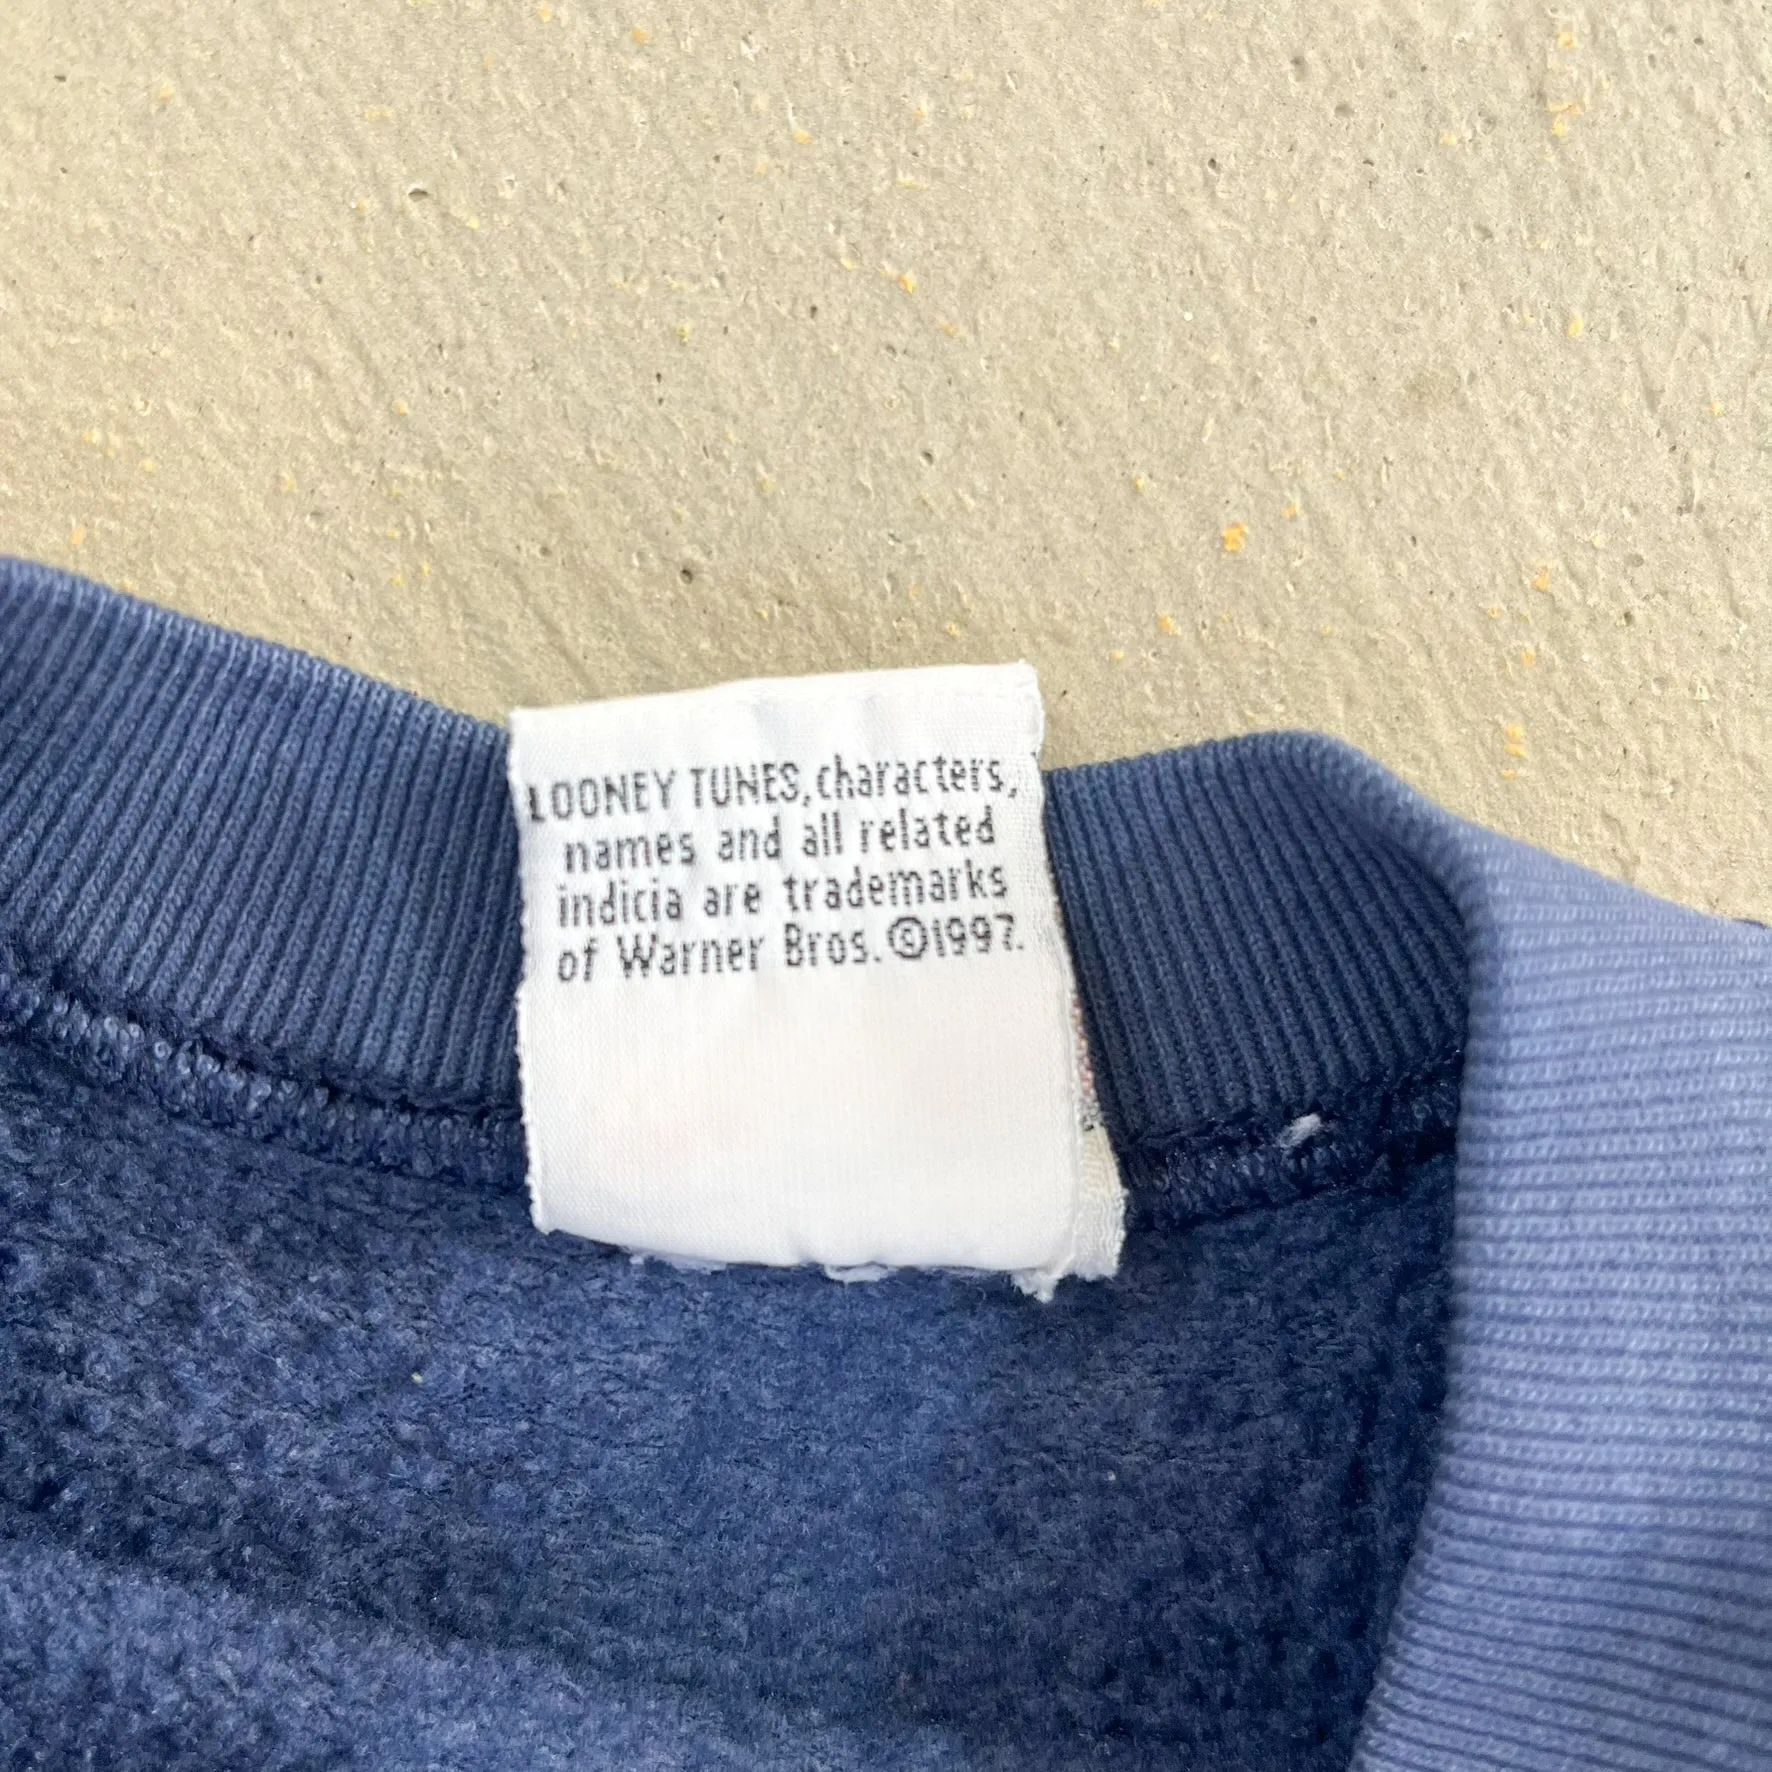 LOONEY TUNES, characters,
names and all related
indicia are trademarks
of Warner Bros. ©1997.